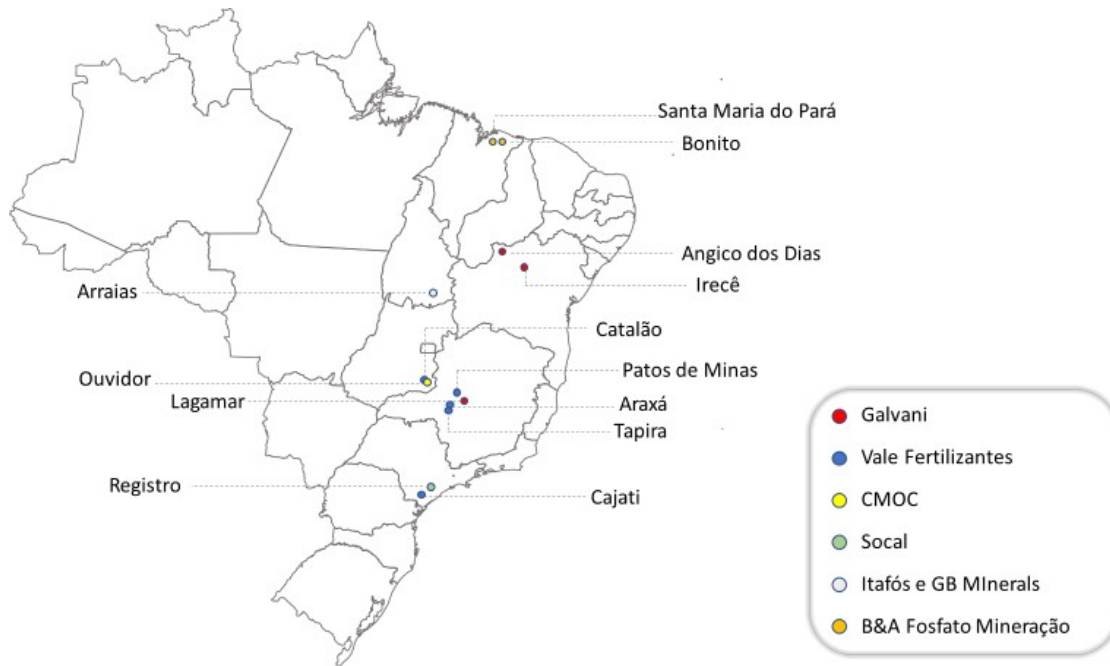 Santa Maria do Pará
Bonito
Angico dos Dias
Irecê
Arraias
Catalão
Ouvidor
Patos de Minas
Lagamar
Araxá
Tapira
Registro
Cajati
Galvani
Vale Fertilizantes
CMOC
Socal
Itafós e GB MInerals
B&A Fosfato Mineração